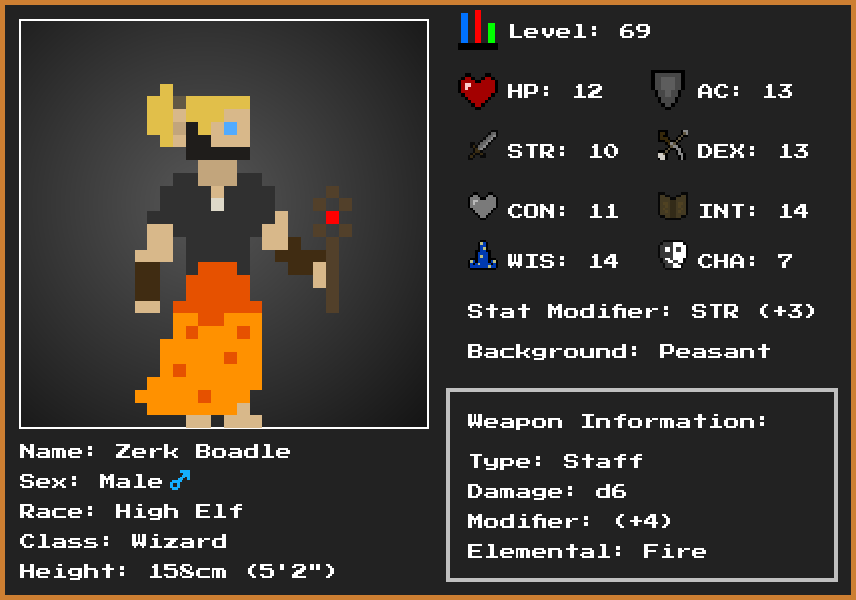 Level: 69
HP: 12 AC: 13
STR: 10 DEX: 13
CON: 11 INT: 14
WIS: 14 CHA: 7
Stat Modifier: STR (+3)
Background: Peasant
Weapon Information:
Type: Staff
Damage: d6
Modifier: (+4)
Elemental: Fire
Name: Zerk Boadle
Sex: Male ♂
Race: High Elf
Class: Wizard
Height: 158cm (5'2")